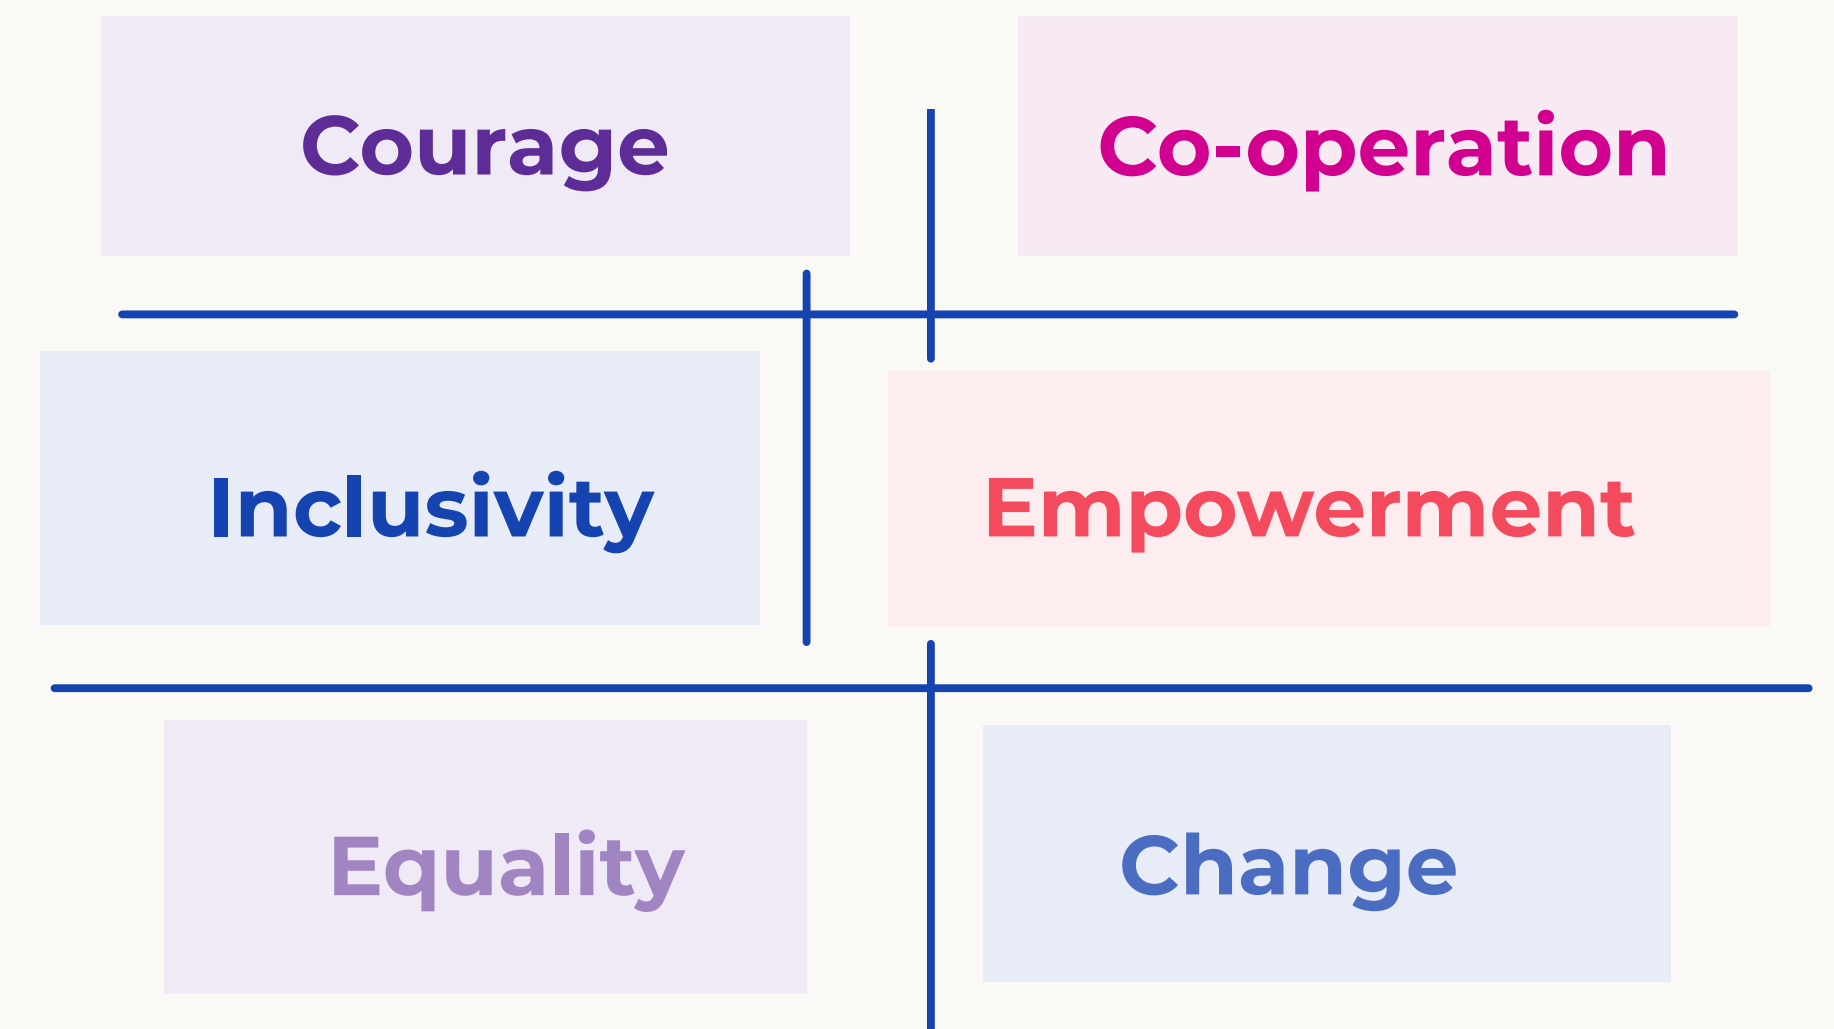 Courage
Co-operation
Inclusivity
Empowerment
Equality
Change